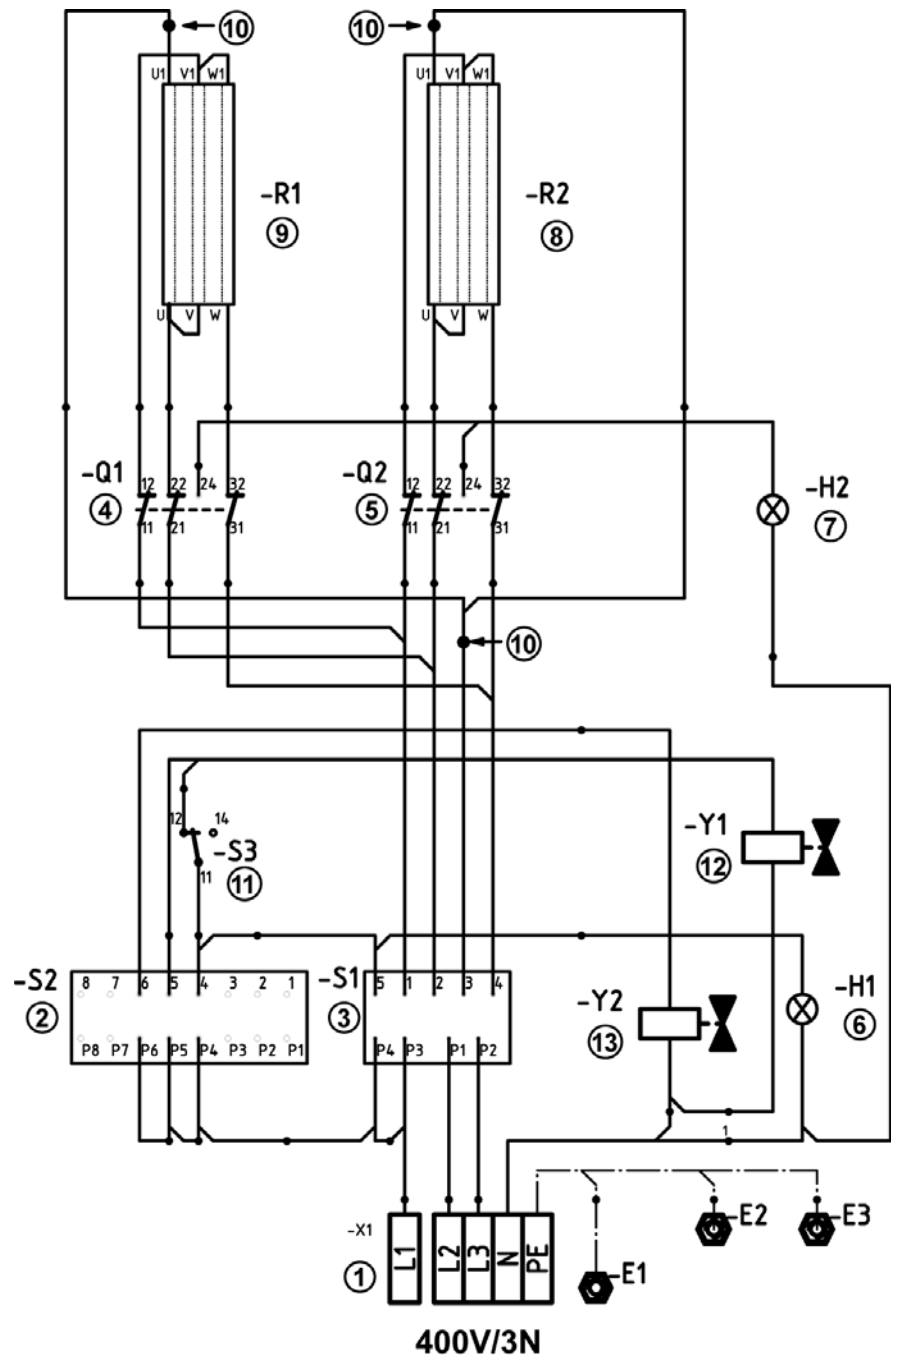 10 10
U1 V1 W1 U1 V1 W1
-R1 -R2
9 8
U V W U V W
-Q1 12 22 24 32 -Q2 12 22 24 32 -H2
4 11 21 31 5 11 21 31 7
10
12 14 -Y1
-S3 12
11 11
-S2 8 7 6 5 4 3 2 1 -S1 5 1 2 3 4 -Y2 -H1
2 3 13 6
P8 P7 P6 P5 P4 P3 P2 P1 P4 P3 P1 P2
1
-X1 -E2 -E3
1 L1 L2 L3 N PE -E1
400V/3N